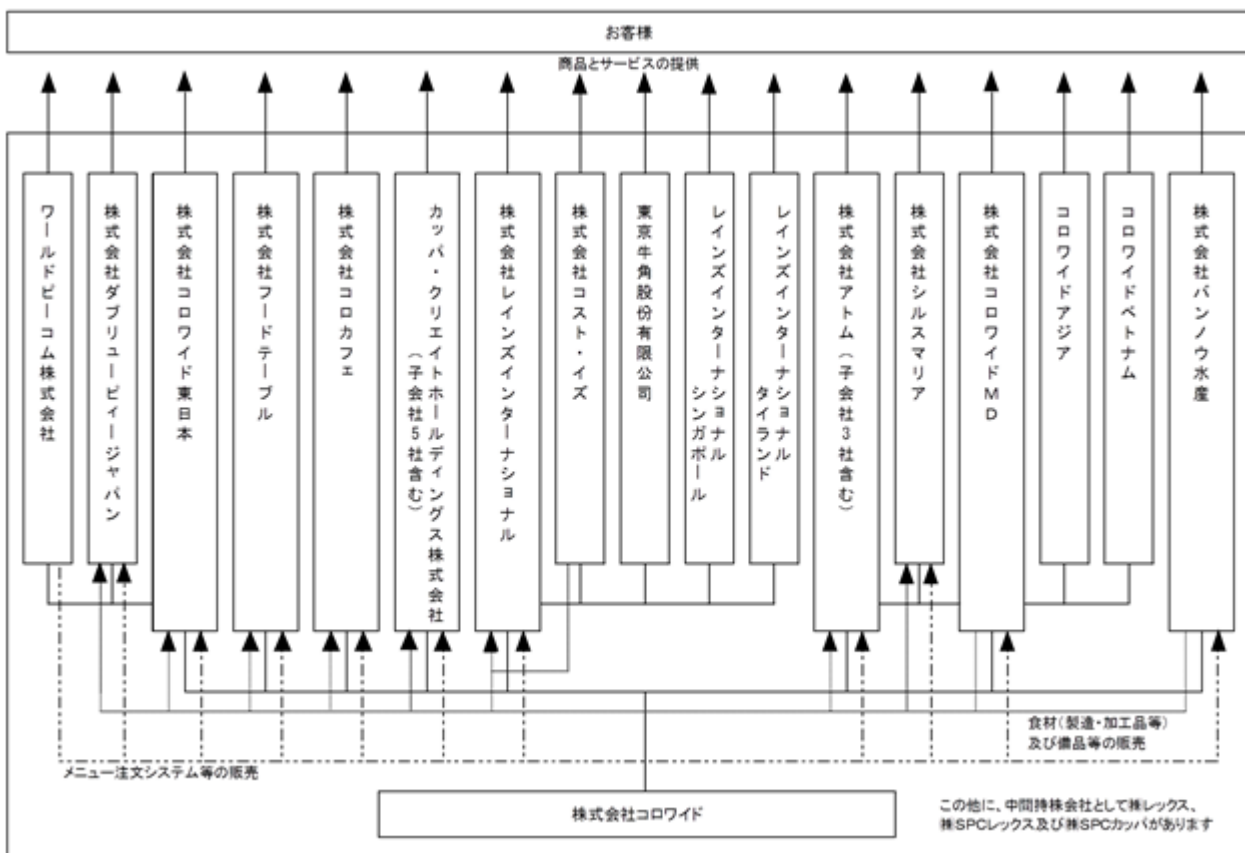 お客様
商品とサービスの提供
ワールドピーコム株式会社
株式会社ダブリューピィージャパン
株式会社コロワイド東日本
株式会社フードテーブル
株式会社コロカフェ
カッパ・クリエイトホールディングス株式会社
(子会社5社含む)
株式会社レインズインターナショナル
株式会社コスト・イズ
東京牛角股份有限公司
レインズインターナショナル
シンガポール
レインズインターナショナル
タイランド
株式会社アトム(子会社3社含む)
株式会社シルスマリア
株式会社コロワイドMD
コロワイドアジア
コロワイドベトナム
株式会社バンノウ水産
食材(製造・加工品等)
及び備品等の販売
メニュー注文システム等の販売
株式会社コロワイド
この他に、中間持株会社として㈱レックス、
㈱SPCレックス及び㈱SPCカッパがあります